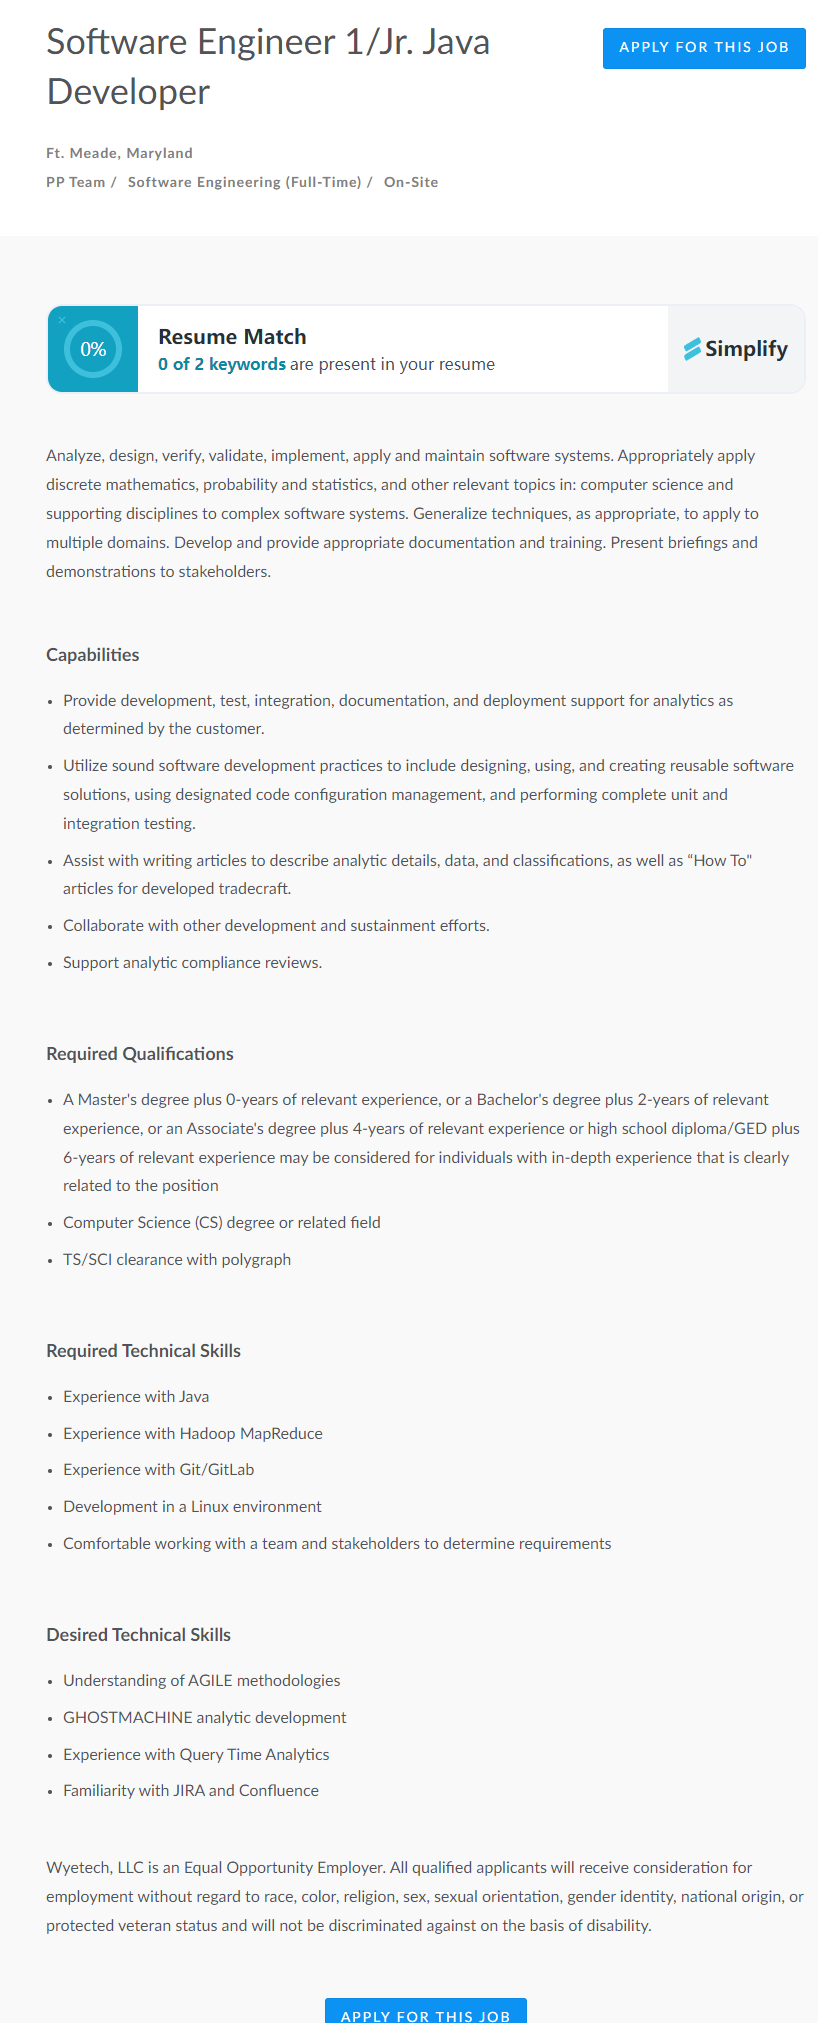 Software Engineer 1/Jr. Java
Developer
APPLY FOR THIS JOB
Ft. Meade, Maryland
PP Team / Software Engineering (Full-Time) / On-Site
×
0%
Resume Match
0 of 2 keywords are present in your resume
Simplify
Analyze, design, verify, validate, implement, apply and maintain software systems. Appropriately apply
discrete mathematics, probability and statistics, and other relevant topics in: computer science and
supporting disciplines to complex software systems. Generalize techniques, as appropriate, to apply to
multiple domains. Develop and provide appropriate documentation and training. Present briefings and
demonstrations to stakeholders.
Capabilities
• Provide development, test, integration, documentation, and deployment support for analytics as
determined by the customer.
• Utilize sound software development practices to include designing, using, and creating reusable software
solutions, using designated code configuration management, and performing complete unit and
integration testing.
• Assist with writing articles to describe analytic details, data, and classifications, as well as “How To"
articles for developed tradecraft.
• Collaborate with other development and sustainment efforts.
• Support analytic compliance reviews.
Required Qualifications
• A Master's degree plus 0-years of relevant experience, or a Bachelor's degree plus 2-years of relevant
experience, or an Associate's degree plus 4-years of relevant experience or high school diploma/GED plus
6-years of relevant experience may be considered for individuals with in-depth experience that is clearly
related to the position
• Computer Science (CS) degree or related field
• TS/SCI clearance with polygraph
Required Technical Skills
• Experience with Java
• Experience with Hadoop MapReduce
• Experience with Git/GitLab
• Development in a Linux environment
• Comfortable working with a team and stakeholders to determine requirements
Desired Technical Skills
• Understanding of AGILE methodologies
• GHOSTMACHINE analytic development
• Experience with Query Time Analytics
• Familiarity with JIRA and Confluence
Wyetech, LLC is an Equal Opportunity Employer. All qualified applicants will receive consideration for
employment without regard to race, color, religion, sex, sexual orientation, gender identity, national origin, or
protected veteran status and will not be discriminated against on the basis of disability.
APPLY FOR THIS JOB